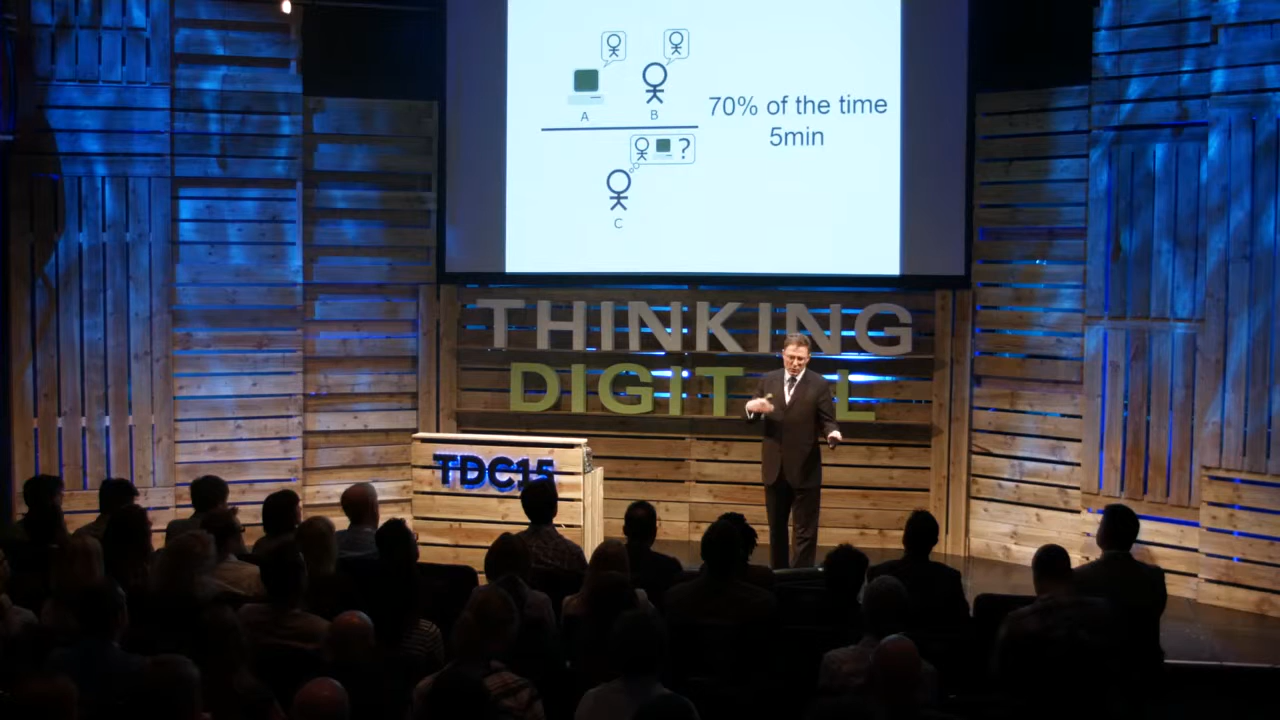 A
B
70% of the time
5min
?
C
THINKING
DIGIT L
TDC15